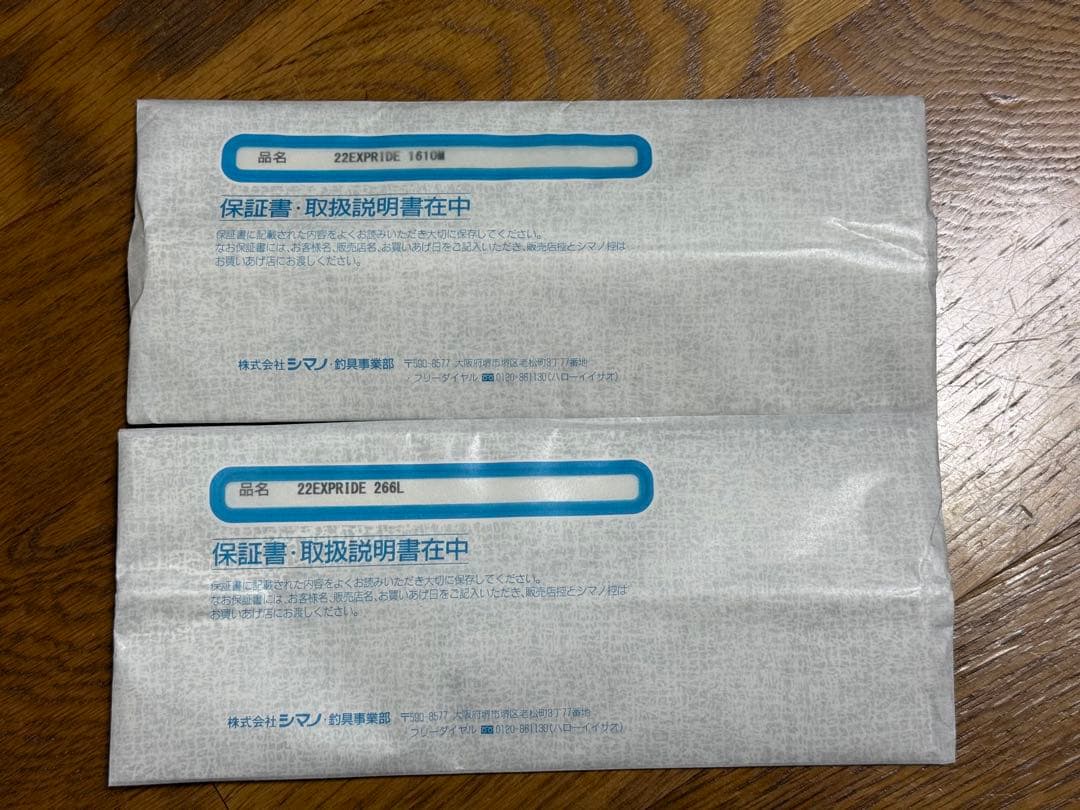 品名 22EXPRIDE 1610M
保証書・取扱説明書在中
保証書に記載された内容をよくお読みいただき大切に保存してください。
なお保証書には、お客様名、販売店名、お買いあげ日をご記入いただき、販売店控とシマノ控は
お買いあげ店にお渡しください。
株式会社シマノ・釣具事業部 〒590-8577 大阪府堺市堺区老松町3丁77番地
フリーダイヤル 0120-861130(ハローイイサオ)
品名 22EXPRIDE 266L
保証書・取扱説明書在中
保証書に記載された内容をよくお読みいただき大切に保存してください。
なお保証書には、お客様名、販売店名、お買いあげ日をご記入いただき、販売店控とシマノ控は
お買いあげ店にお渡しください。
株式会社シマノ・釣具事業部 〒590-8577 大阪府堺市堺区老松町3丁77番地
フリーダイヤル 0120-861130(ハローイイサオ)